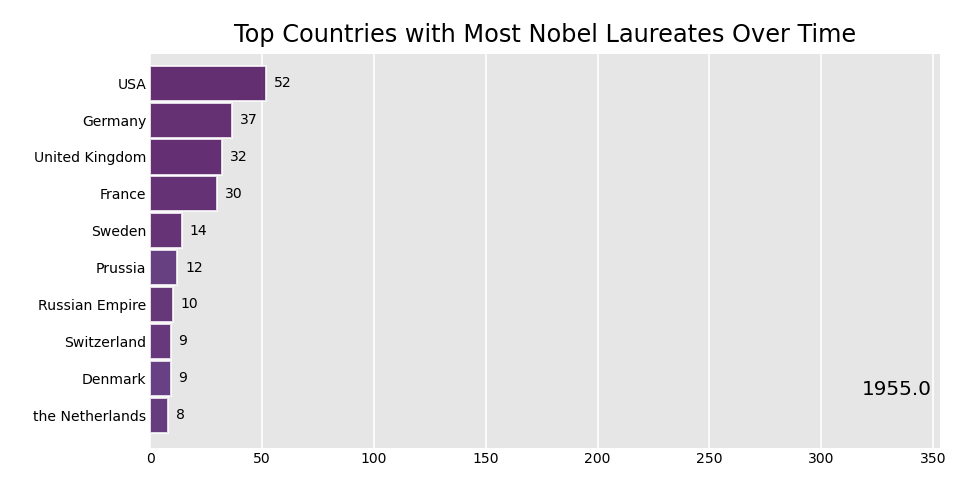 Top Countries with Most Nobel Laureates Over Time
USA 52
Germany 37
United Kingdom 32
France 30
Sweden 14
Prussia 12
Russian Empire 10
Switzerland 9
Denmark 9
1955.0
the Netherlands 8
0 50 100 150 200 250 300 350